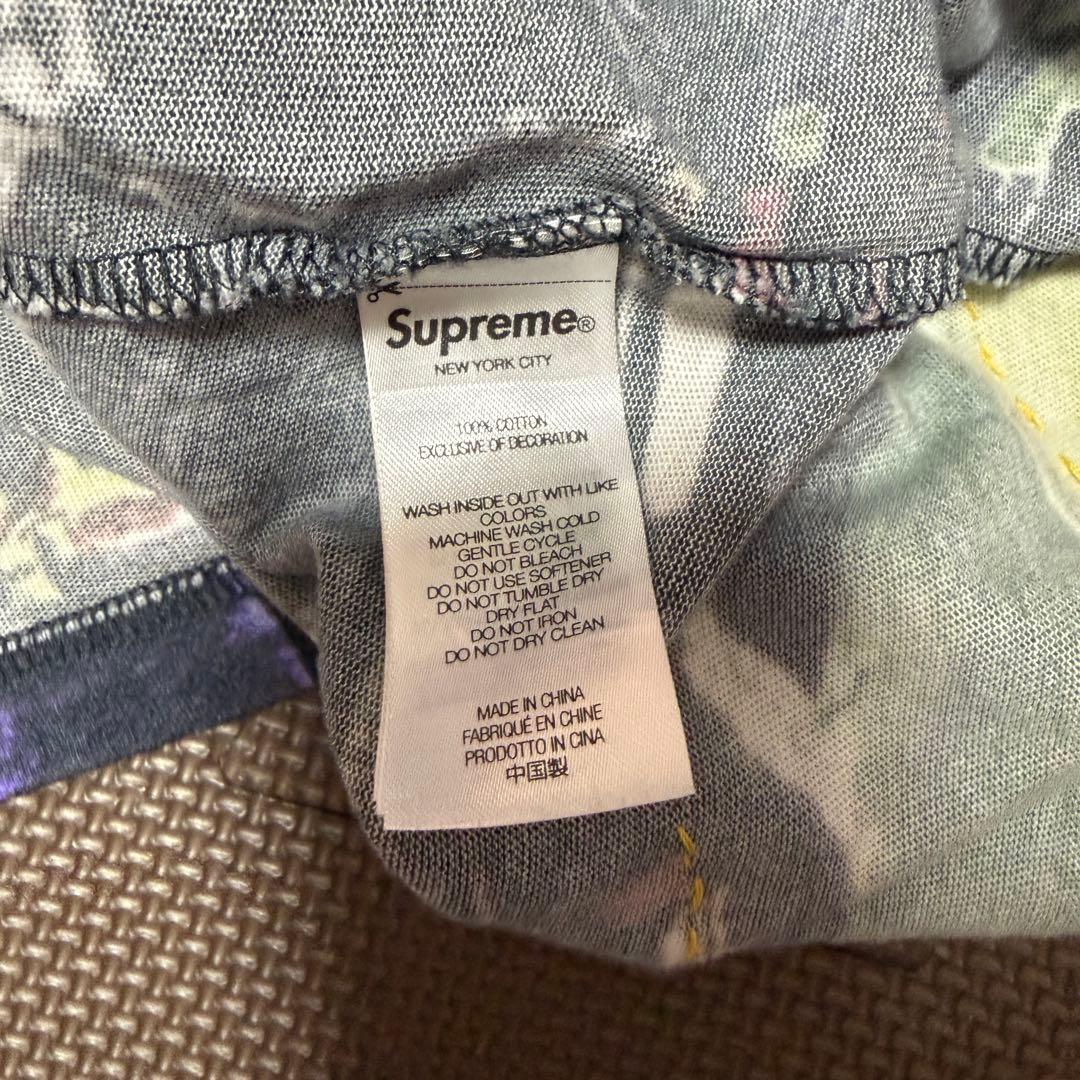 Supreme®
NEW YORK CITY
100% COTTON
EXCLUSIVE OF DECORATION
WASH INSIDE OUT WITH LIKE
COLORS
MACHINE WASH COLD
GENTLE CYCLE
DO NOT BLEACH
DO NOT USE SOFTENER
DO NOT TUMBLE DRY
DRY FLAT
DO NOT IRON
DO NOT DRY CLEAN
MADE IN CHINA
FABRIQUÉ EN CHINE
PRODOTTO IN CINA
中国製